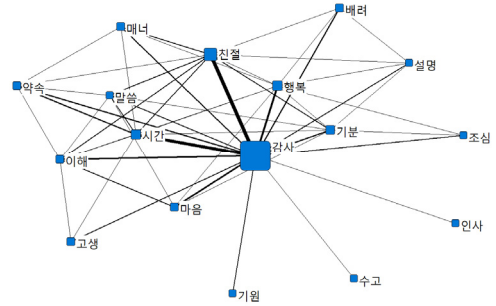 배려
매너
친절
설명
약속
행복
말씀
시간
기분
조심
감사
이해
마음
인사
고생
수고
기원